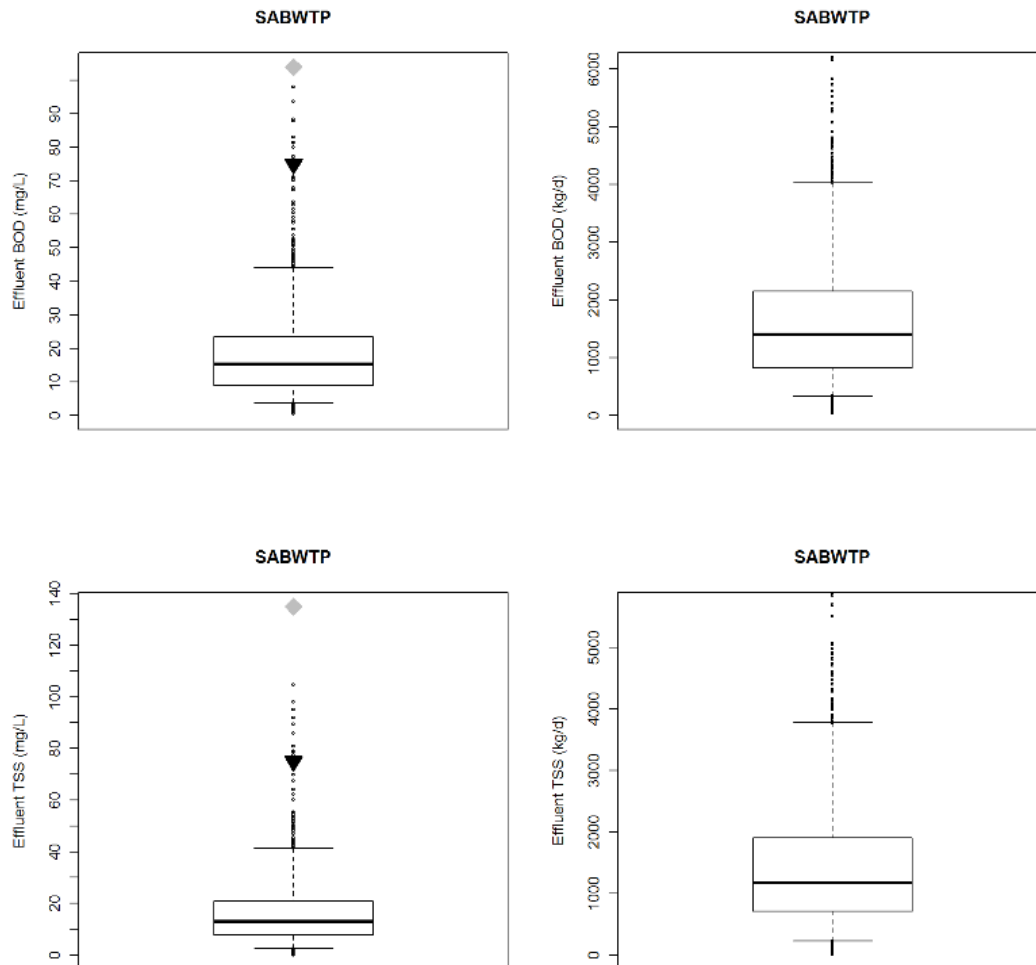 SABWTP
Effluent BOD (mg/L)
0 10 20 30 40 50 60 70 80 90
SABWTP
Effluent BOD (kg/d)
0 1000 2000 3000 4000 5000 6000
SABWTP
Effluent TSS (mg/L)
0 20 40 60 80 100 120 140
SABWTP
Effluent TSS (kg/d)
0 1000 2000 3000 4000 5000